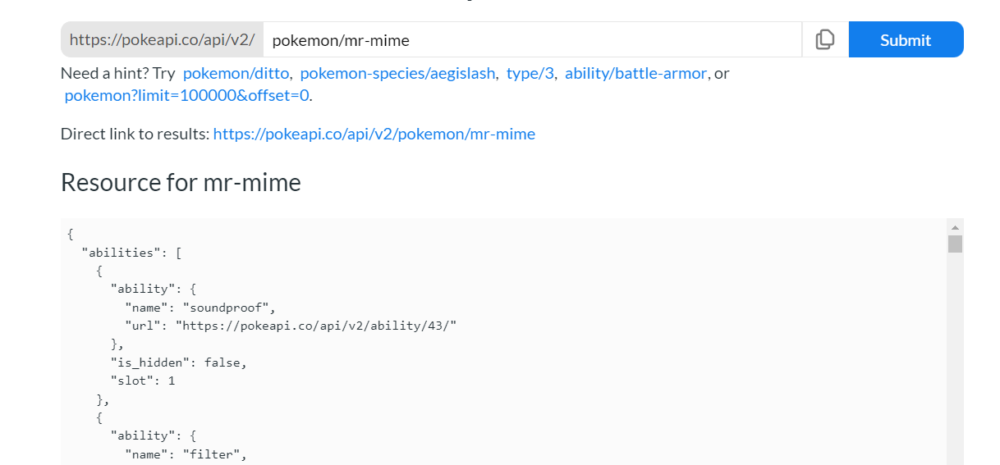 https://pokeapi.co/api/v2/ pokemon/mr-mime Submit
Need a hint? Try pokemon/ditto, pokemon-species/aegislash, type/3, ability/battle-armor, or
pokemon?limit=100000&offset=0.
Direct link to results: https://pokeapi.co/api/v2/pokemon/mr-mime
Resource for mr-mime
{
  "abilities": [
    {
      "ability": {
        "name": "soundproof",
        "url": "https://pokeapi.co/api/v2/ability/43/"
      },
      "is_hidden": false,
      "slot": 1
    },
    {
      "ability": {
        "name": "filter",